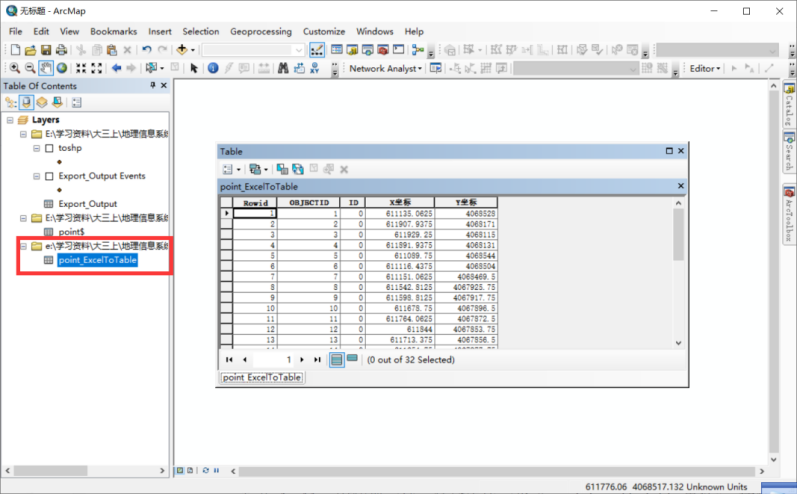 无标题 - ArcMap
File Edit View Bookmarks Insert Selection Geoprocessing Customize Windows Help
Network Analyst Editor
Table Of Contents
Layers
E:\学习资料\大三上\地理信息系统
toshp
Export_Output Events
Export_Output
E:\学习资料\大三上\地理信息系统
point$
e:\学习资料\大三上\地理信息系统
point_ExcelToTable
Table
point_ExcelToTable
Rowid OBJECTID ID X坐标 Y坐标
1 1 0 611135.0625 4068528
2 2 0 611907.9375 4068171
3 3 0 611929.25 4068115
4 4 0 611891.9375 4068131
5 5 0 611089.75 4068544
6 6 0 611116.4375 4068504
7 7 0 611151.0625 4068469.5
8 8 0 611542.8125 4067925.75
9 9 0 611598.8125 4067917.75
10 10 0 611678.75 4067896.5
11 11 0 611764.0625 4067872.5
12 12 0 611844 4067853.75
13 13 0 611713.375 4067856.5
1 (0 out of 32 Selected)
point_ExcelToTable
Catalog
Search
ArcToolbox
611776.06 4068517.132 Unknown Units